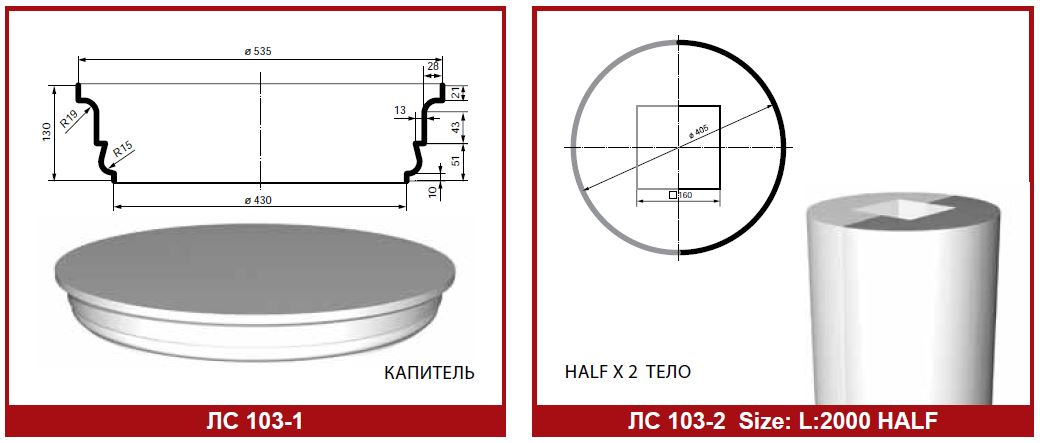 ø 535
28
21
13
43
R19
130
R15
51
10
ø 430
КАПИТЕЛЬ
ЛС 103-1
ø 405
□160
HALF X 2 ТЕЛО
ЛС 103-2 Size: L:2000 HALF